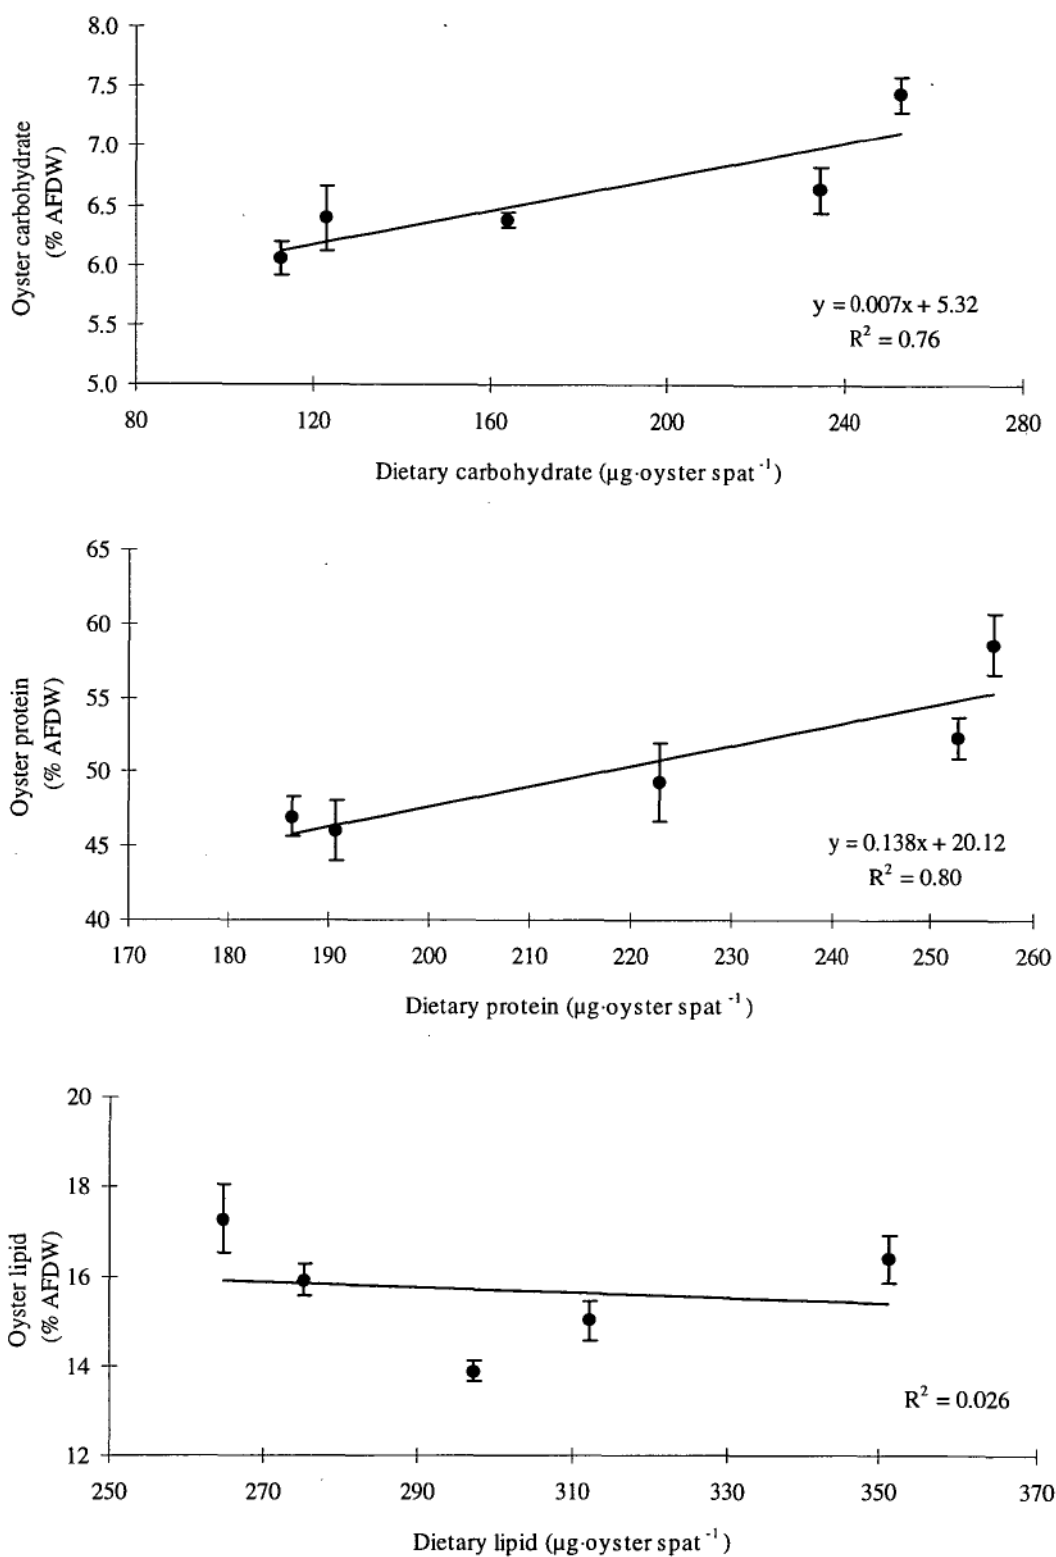 8.0
7.5
7.0
6.5
6.0
5.5
5.0
Oyster carbohydrate
(% AFDW)
y = 0.007x + 5.32
R² = 0.76
80 120 160 200 240 280
Dietary carbohydrate (µg·oyster spat⁻¹)
65
60
55
50
45
40
Oyster protein
(% AFDW)
y = 0.138x + 20.12
R² = 0.80
170 180 190 200 210 220 230 240 250 260
Dietary protein (µg·oyster spat⁻¹)
20
18
16
14
12
Oyster lipid
(% AFDW)
R² = 0.026
250 270 290 310 330 350 370
Dietary lipid (µg·oyster spat⁻¹)